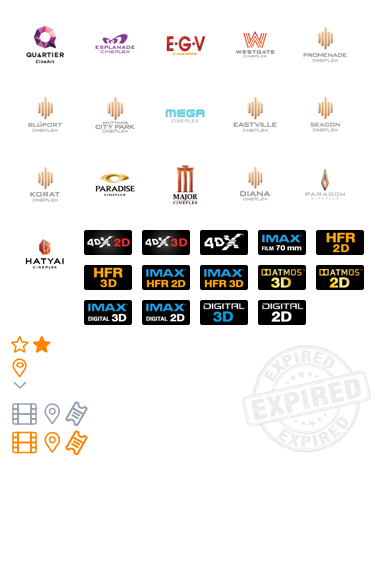 QUARTIER
CineArt
ESPLANADE
CINEPLEX
E·G·V
CINEMAS
WESTGATE
CINEPLEX
PROMENADE
CINEPLEX
BLÚPORT
CINEPLEX
CITY PARK
CINEPLEX
MEGA
CINEPLEX
EASTVILLE
CINEPLEX
SEACON
CINEPLEX
KORAT
CINEPLEX
PARADISE
CINEPLEX
MAJOR
CINEPLEX
DIANA
CINEPLEX
PARAGON
CINEPLEX
HATYAI
CINEPLEX
4DX 2D
4DX 3D
4DX
IMAX
FILM 70 mm
HFR
2D
HFR
3D
IMAX
HFR 2D
IMAX
HFR 3D
ATMOS
3D
ATMOS
2D
IMAX
DIGITAL 3D
IMAX
DIGITAL 2D
DIGITAL
3D
DIGITAL
2D
EXPIRED
EXPIRED
EXPIRED